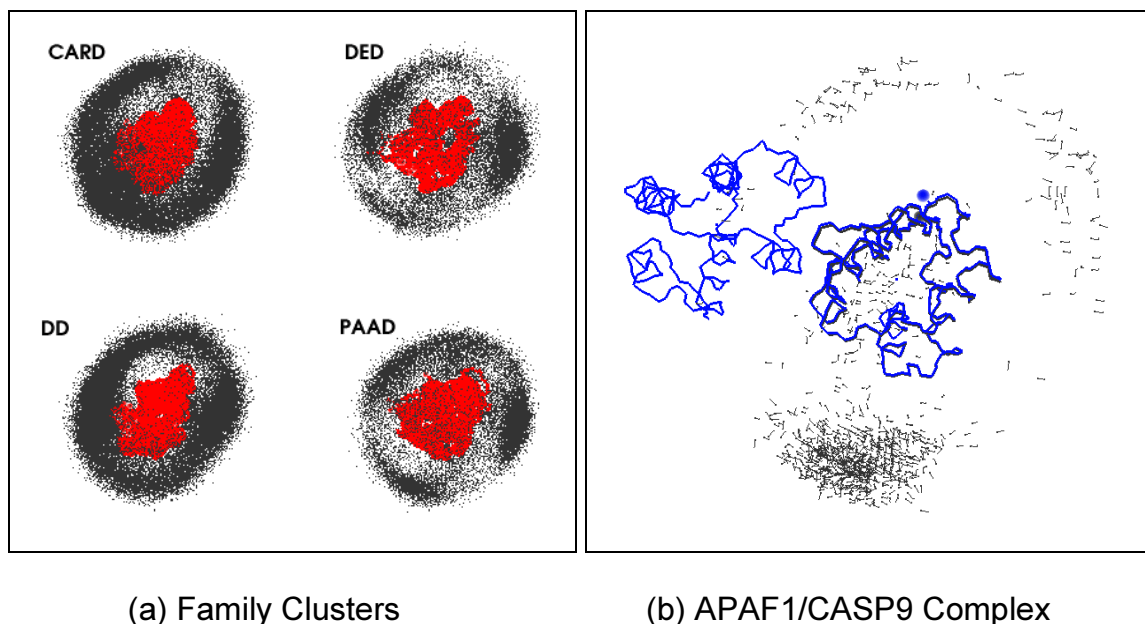 CARD
DED
DD
PAAD
(a) Family Clusters
(b) APAF1/CASP9 Complex